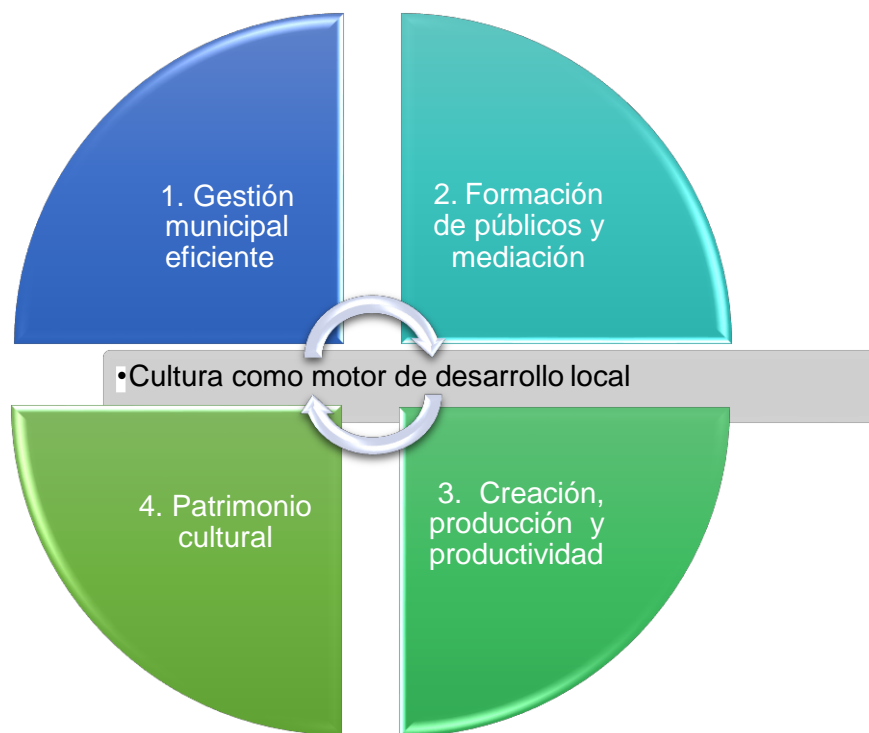 1. Gestión
municipal
eficiente
2. Formación
de públicos y
mediación
•Cultura como motor de desarrollo local
4. Patrimonio
cultural
3. Creación,
producción y
productividad